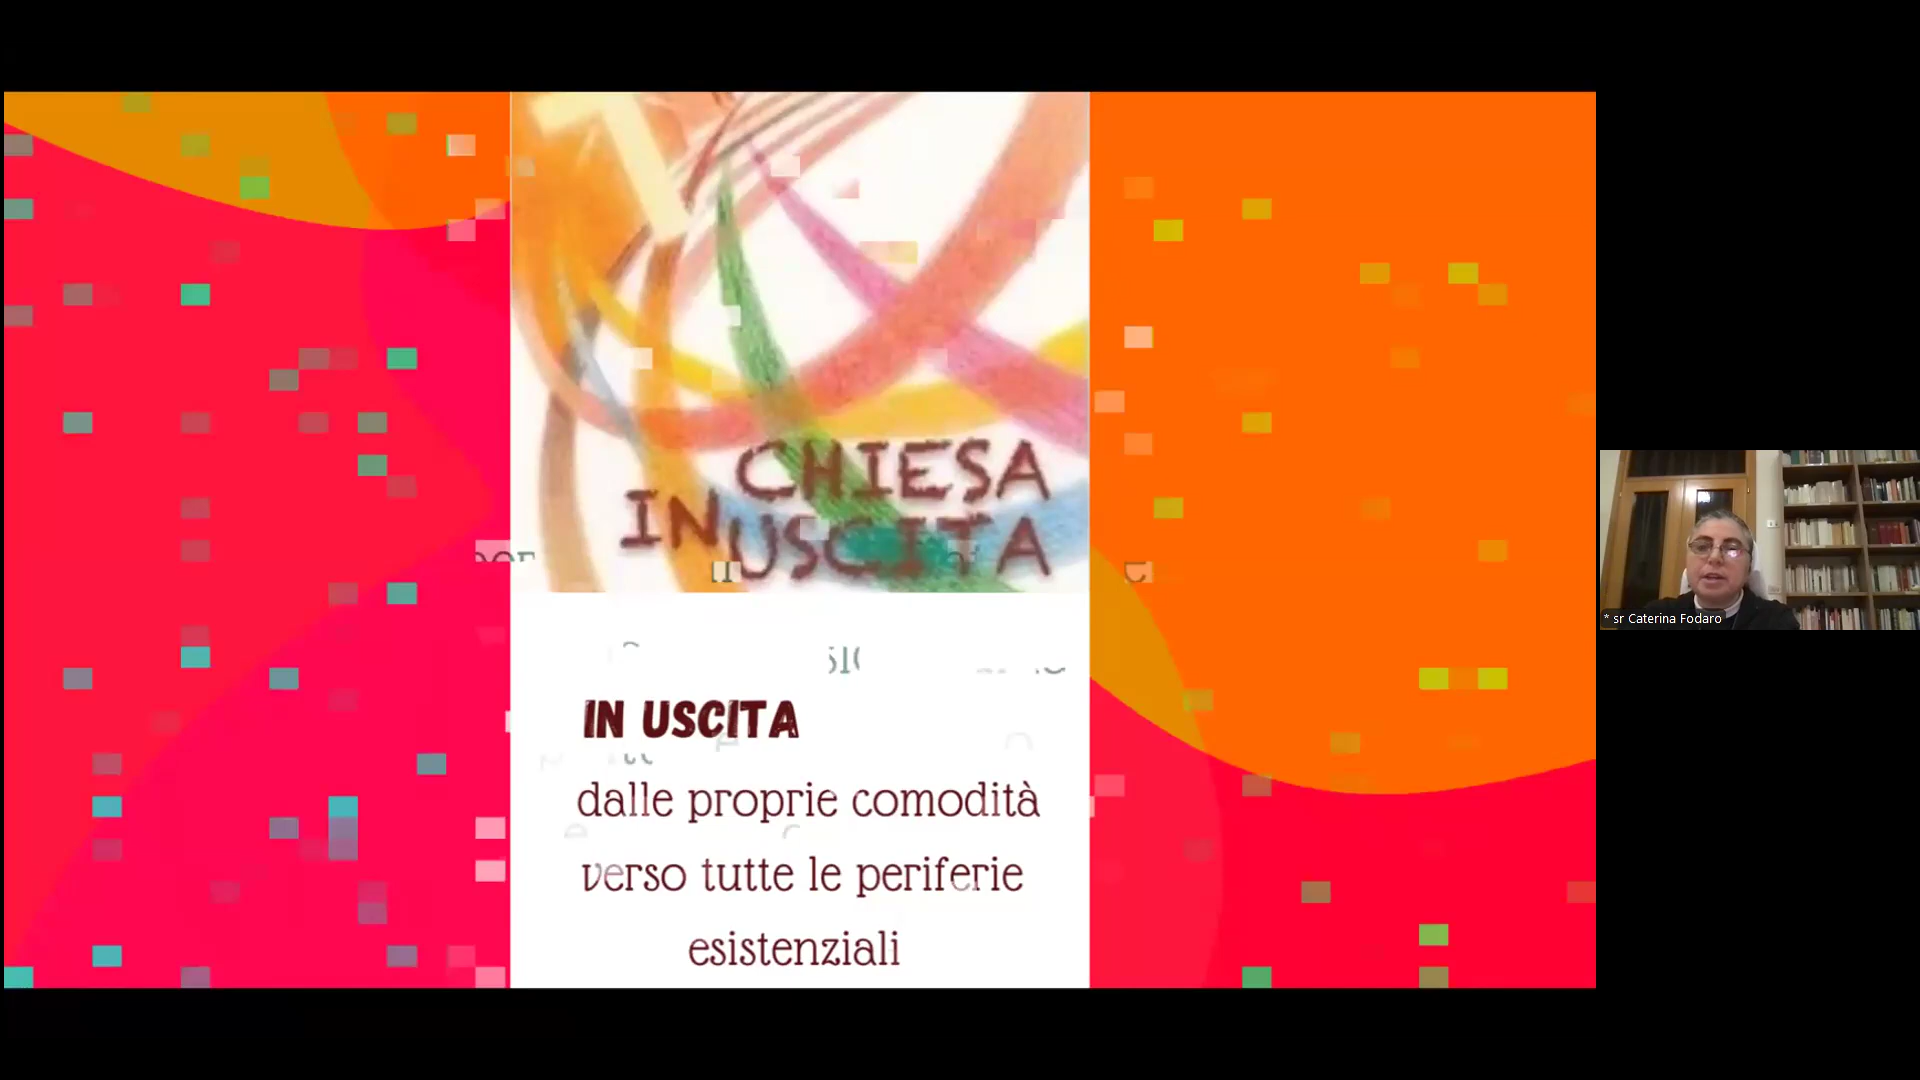 CHIESA
IN USCITA
IN USCITA
dalle proprie comodità
verso tutte le periferie
esistenziali
* sr Caterina Fodaro